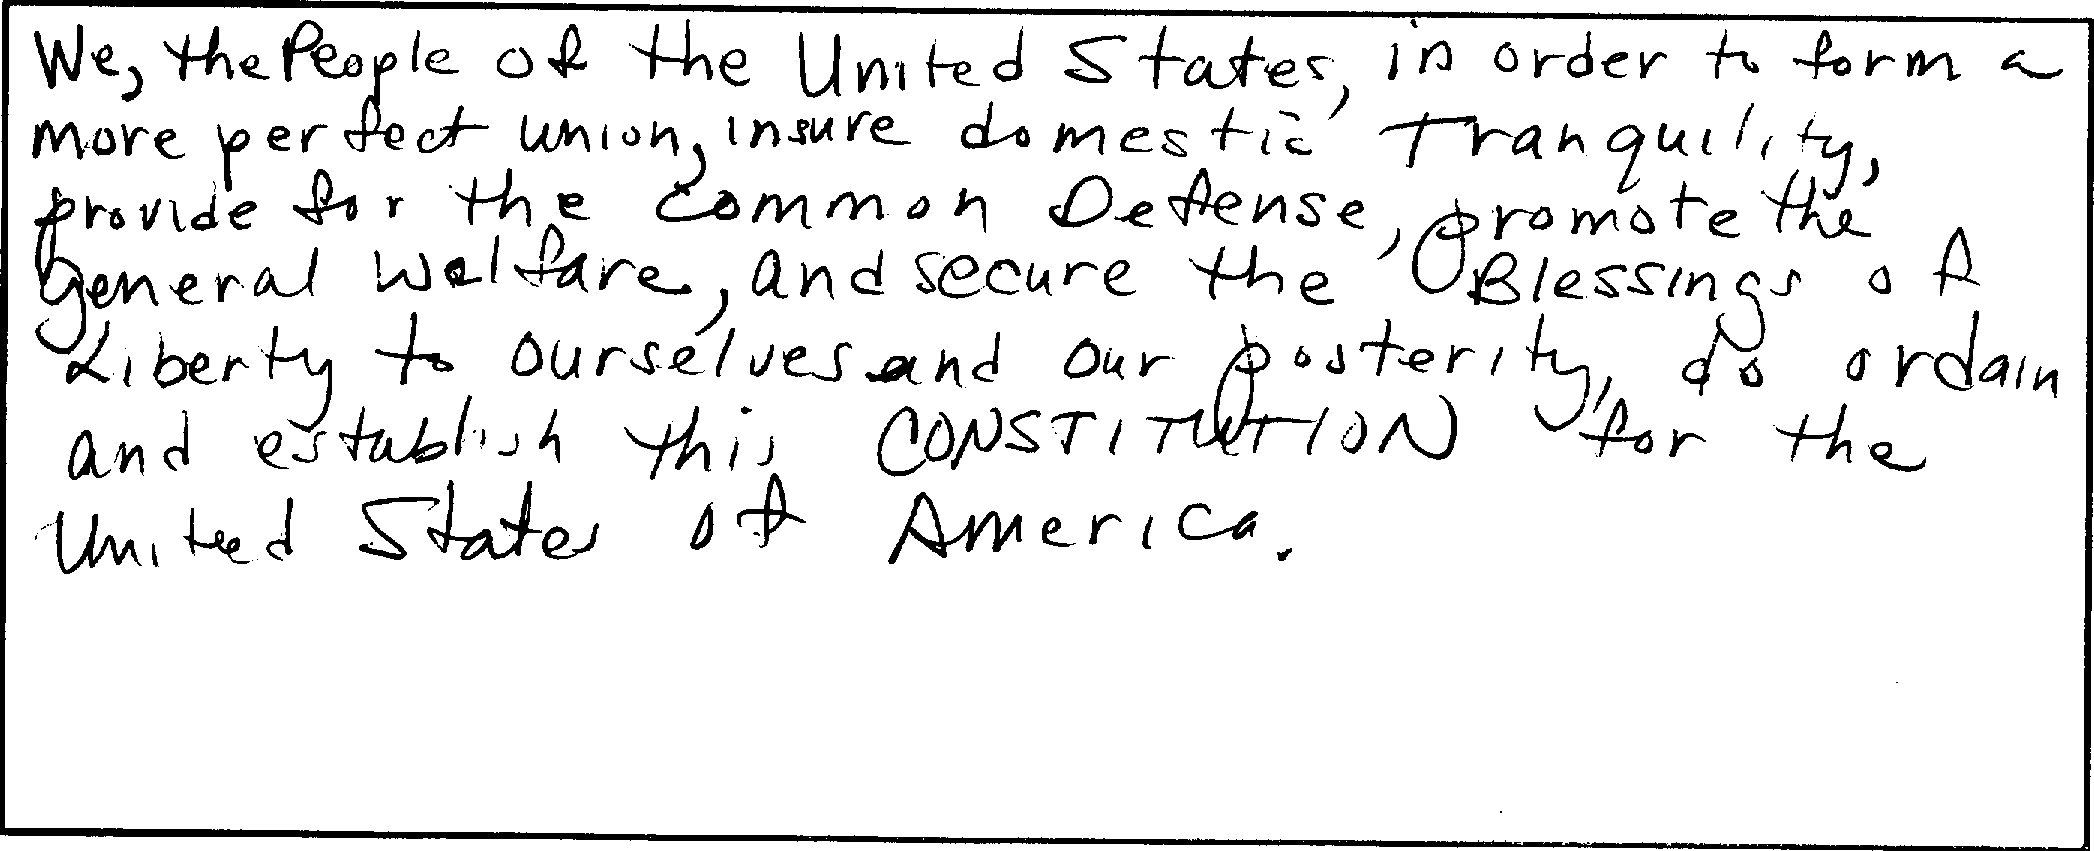 We, the People of the United States, in order to form a
more perfect union, insure domestic Tranquility,
provide for the common Defense, promote the
general Welfare, and secure the Blessings of
Liberty to ourselves and our posterity, do ordain
and establish this CONSTITUTION for the
United States of America.